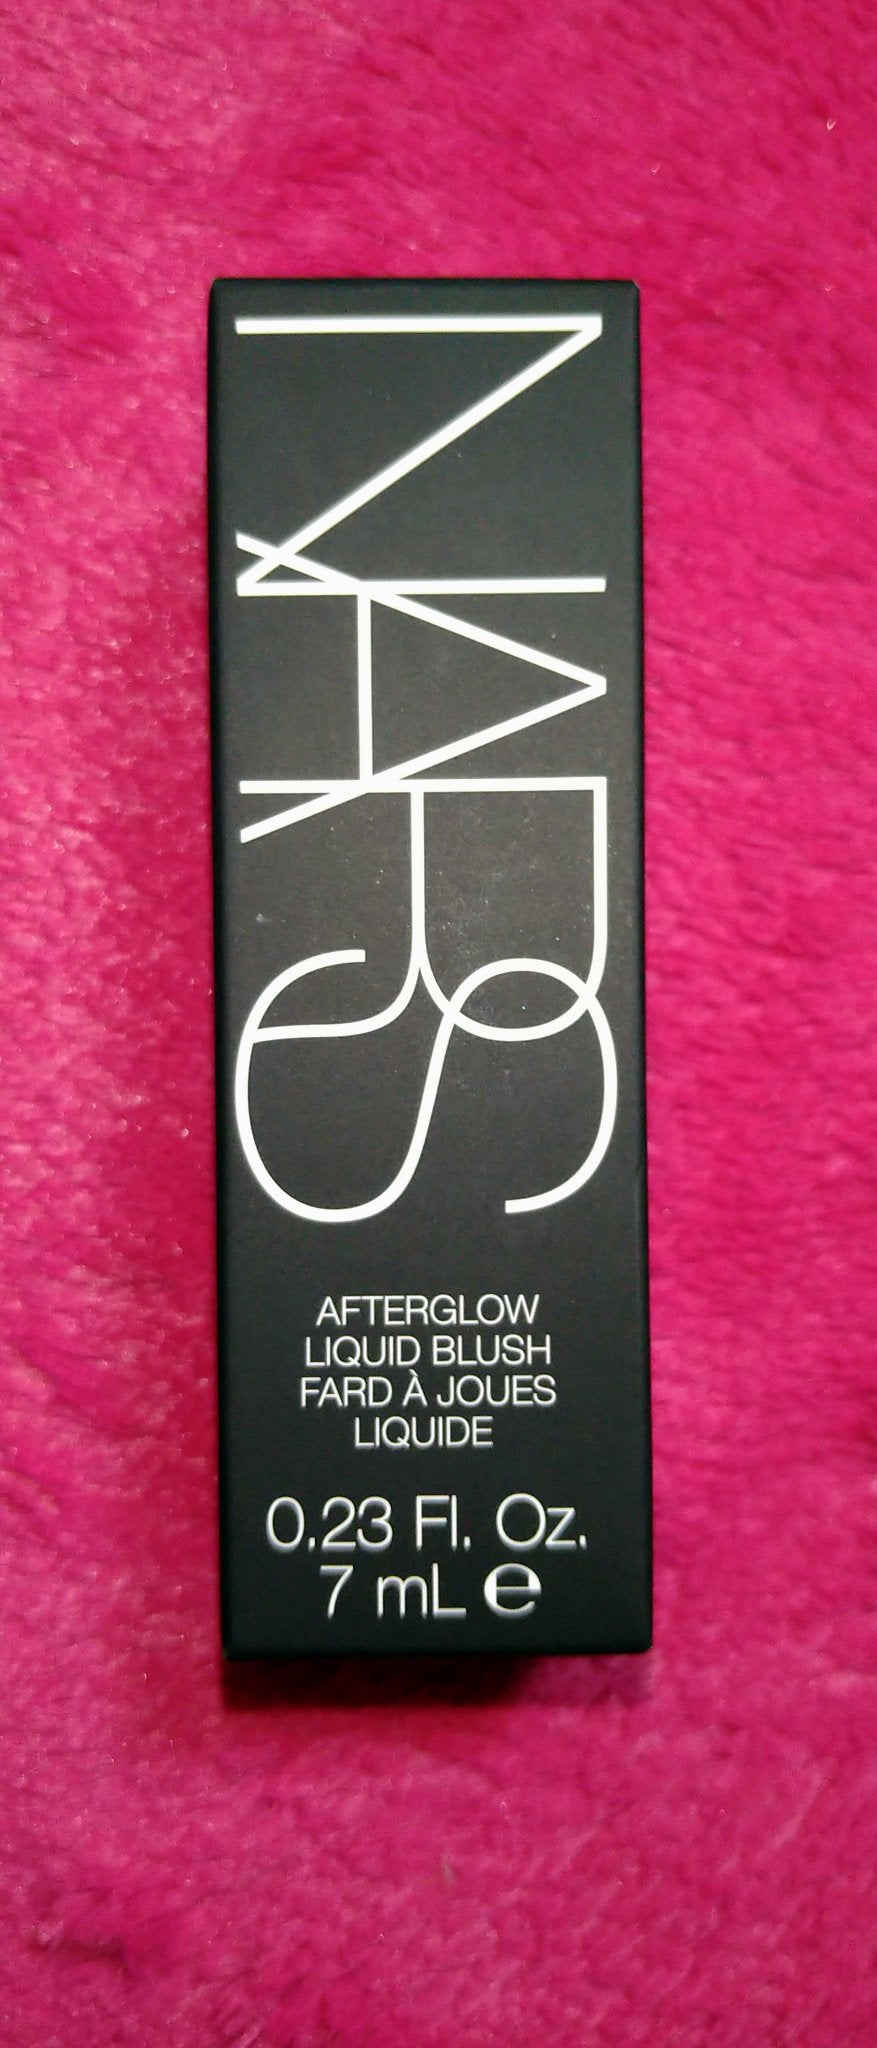 NARS
AFTERGLOW
LIQUID BLUSH
FARD À JOUES
LIQUIDE
0.23 Fl. Oz.
7 mL ℮